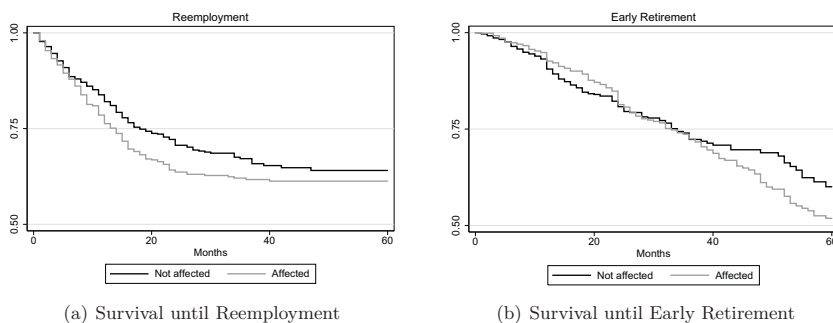 Reemployment
1.00
0.75
0.50
0
20
40
60
Months
Not affected
Affected
(a) Survival until Reemployment
Early Retirement
1.00
0.75
0.50
0
20
40
60
Months
Not affected
Affected
(b) Survival until Early Retirement